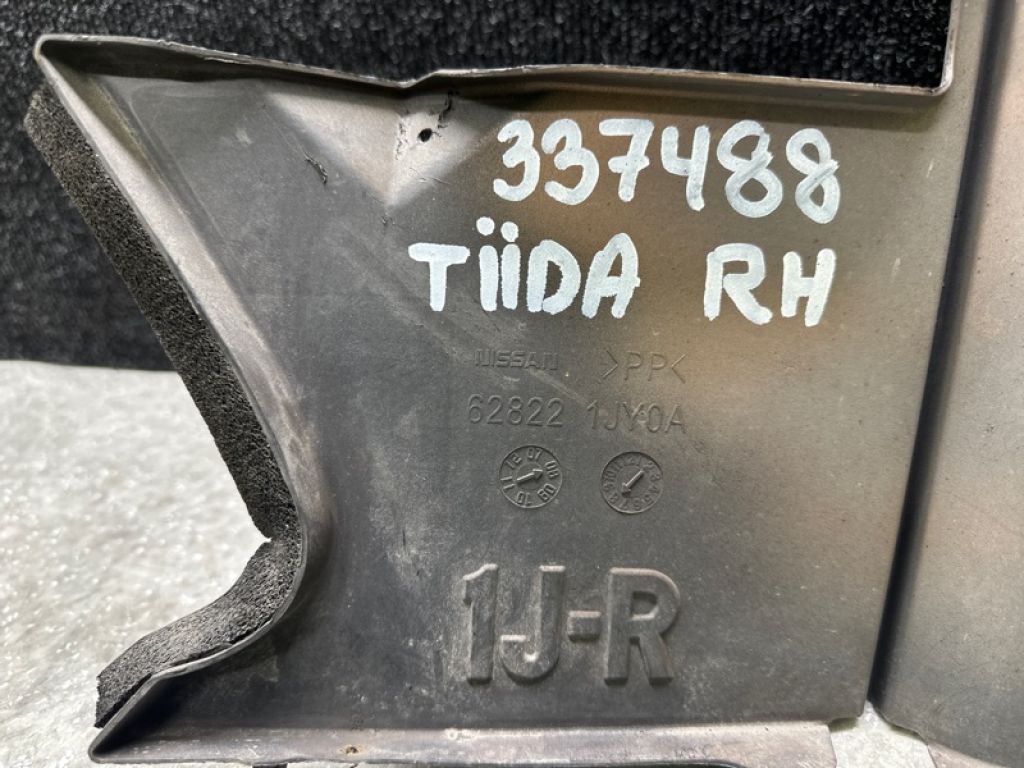 337488
TIIDA RH
NISSAN >PP<
62822 1JY0A
1J-R